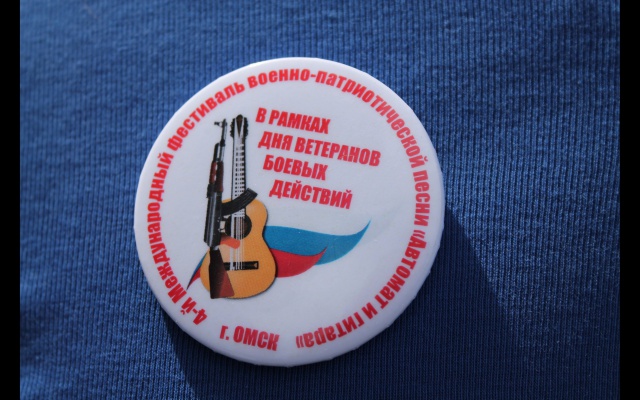 4-й Международный фестиваль военно-патриотической песни «Автомат и гитара»
В РАМКАХ
ДНЯ ВЕТЕРАНОВ
БОЕВЫХ
ДЕЙСТВИЙ
г. ОМСК